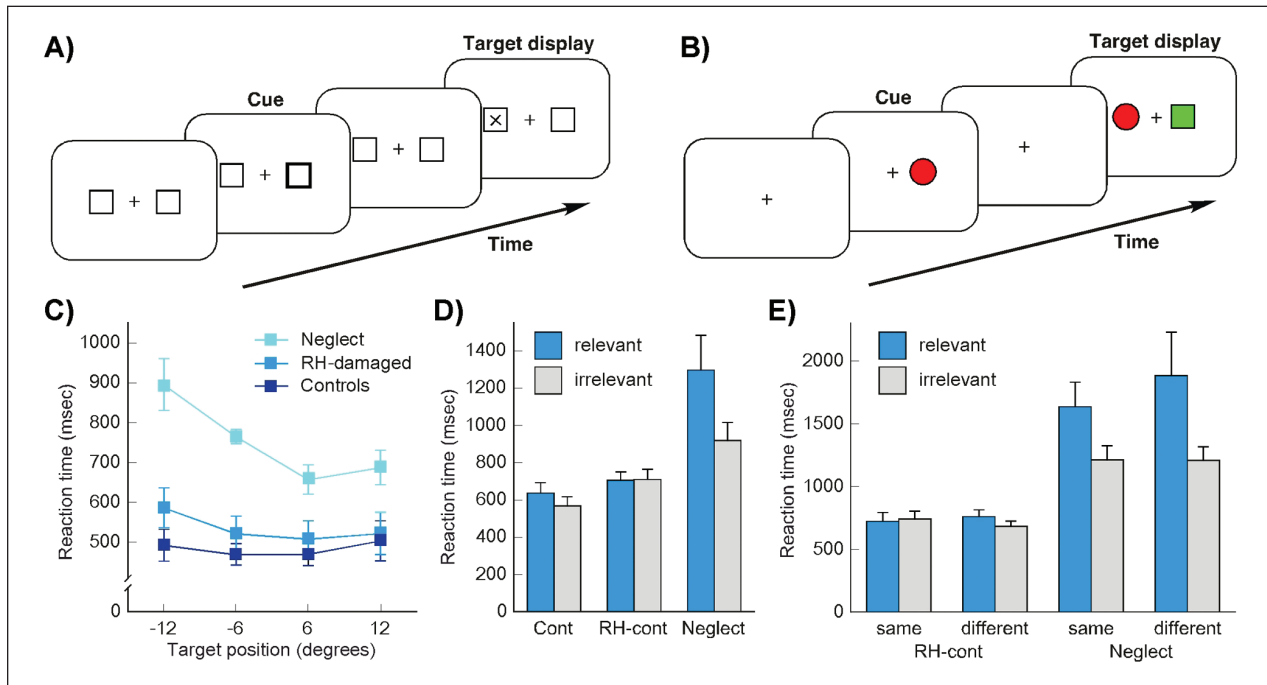 A)
Target display
Cue
×
+
+
+
+
Time
B)
Target display
Cue
+
+
+
+
Time
C)
Reaction time (msec)
1000
900
800
700
600
500
0
Neglect
RH-damaged
Controls
-12
-6
6
12
Target position (degrees)
D)
Reaction time (msec)
1400
1200
1000
800
600
400
200
0
relevant
irrelevant
Cont
RH-cont
Neglect
E)
Reaction time (msec)
2000
1500
1000
500
0
relevant
irrelevant
same
different
same
different
RH-cont
Neglect